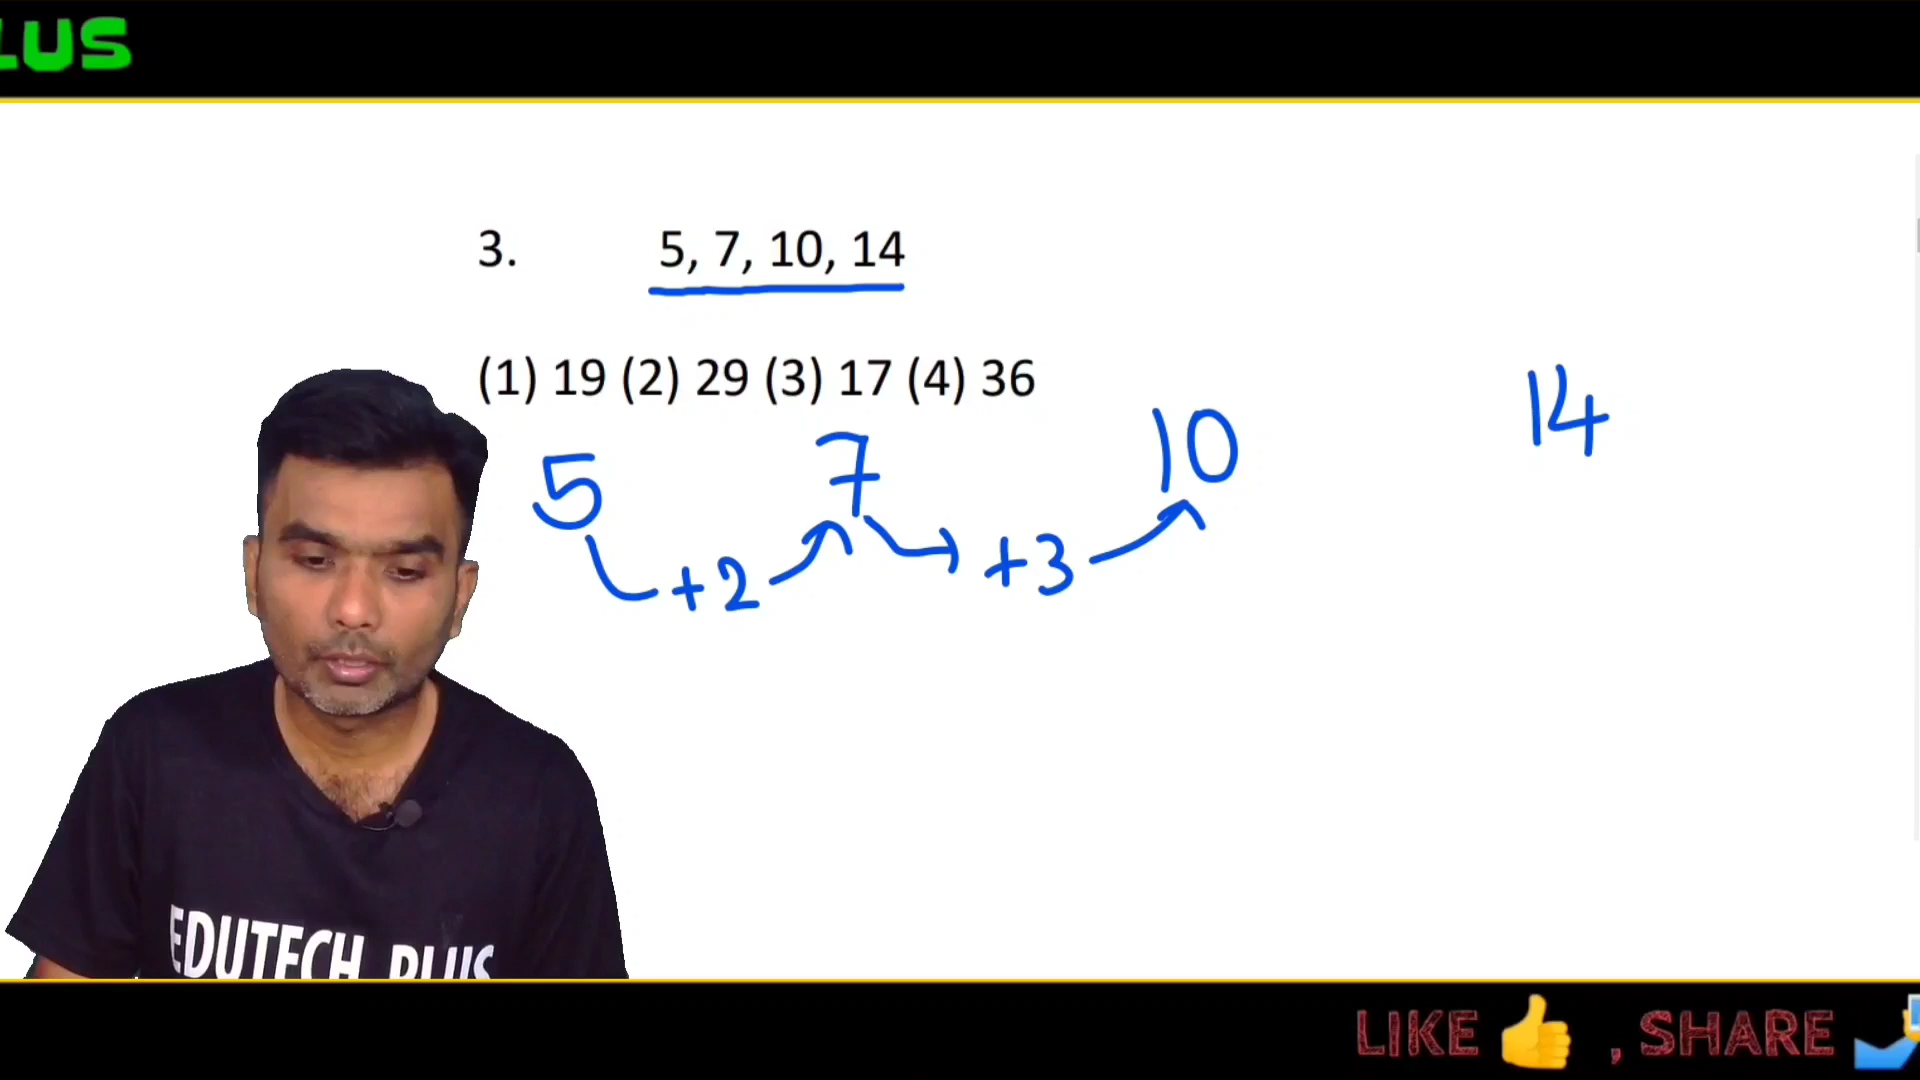 LUS
3. 5, 7, 10, 14
(1) 19 (2) 29 (3) 17 (4) 36
5 7 10 14
+2 +3
EDUTECH PLUS
LIKE 👍 , SHARE